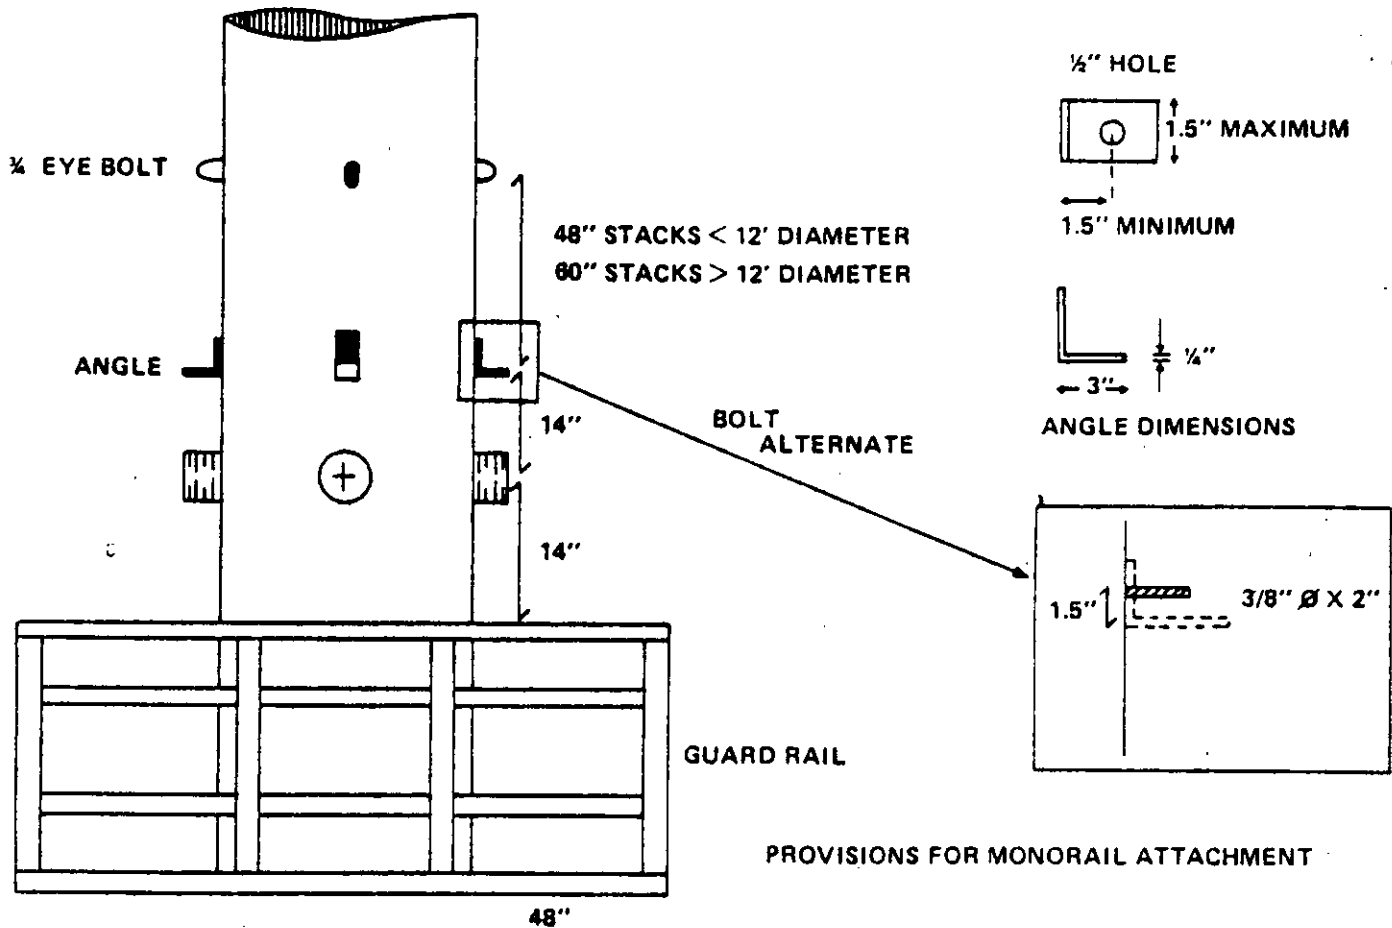 ½" HOLE
1.5" MAXIMUM
1.5" MINIMUM
¾ EYE BOLT
48" STACKS < 12' DIAMETER
60" STACKS > 12' DIAMETER
ANGLE
14"
¼"
3"
ANGLE DIMENSIONS
BOLT
ALTERNATE
14"
1.5"
3/8" Ø X 2"
GUARD RAIL
PROVISIONS FOR MONORAIL ATTACHMENT
48"